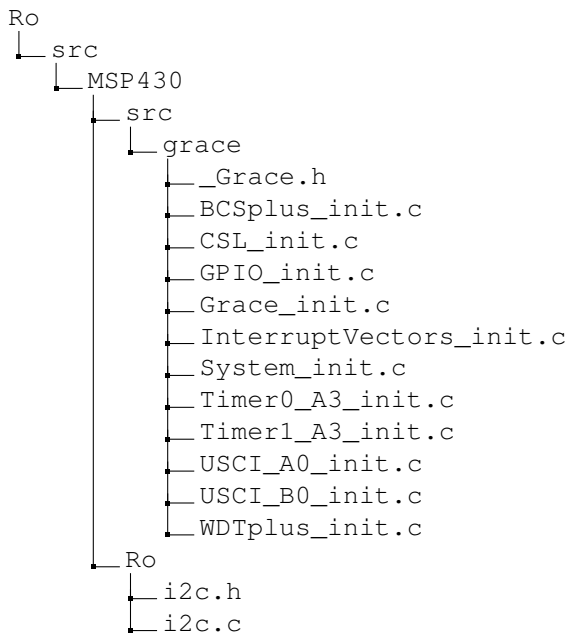 Ro
src
MSP430
src
grace
_Grace.h
BCSplus_init.c
CSL_init.c
GPIO_init.c
Grace_init.c
InterruptVectors_init.c
System_init.c
Timer0_A3_init.c
Timer1_A3_init.c
USCI_A0_init.c
USCI_B0_init.c
WDTplus_init.c
Ro
i2c.h
i2c.c